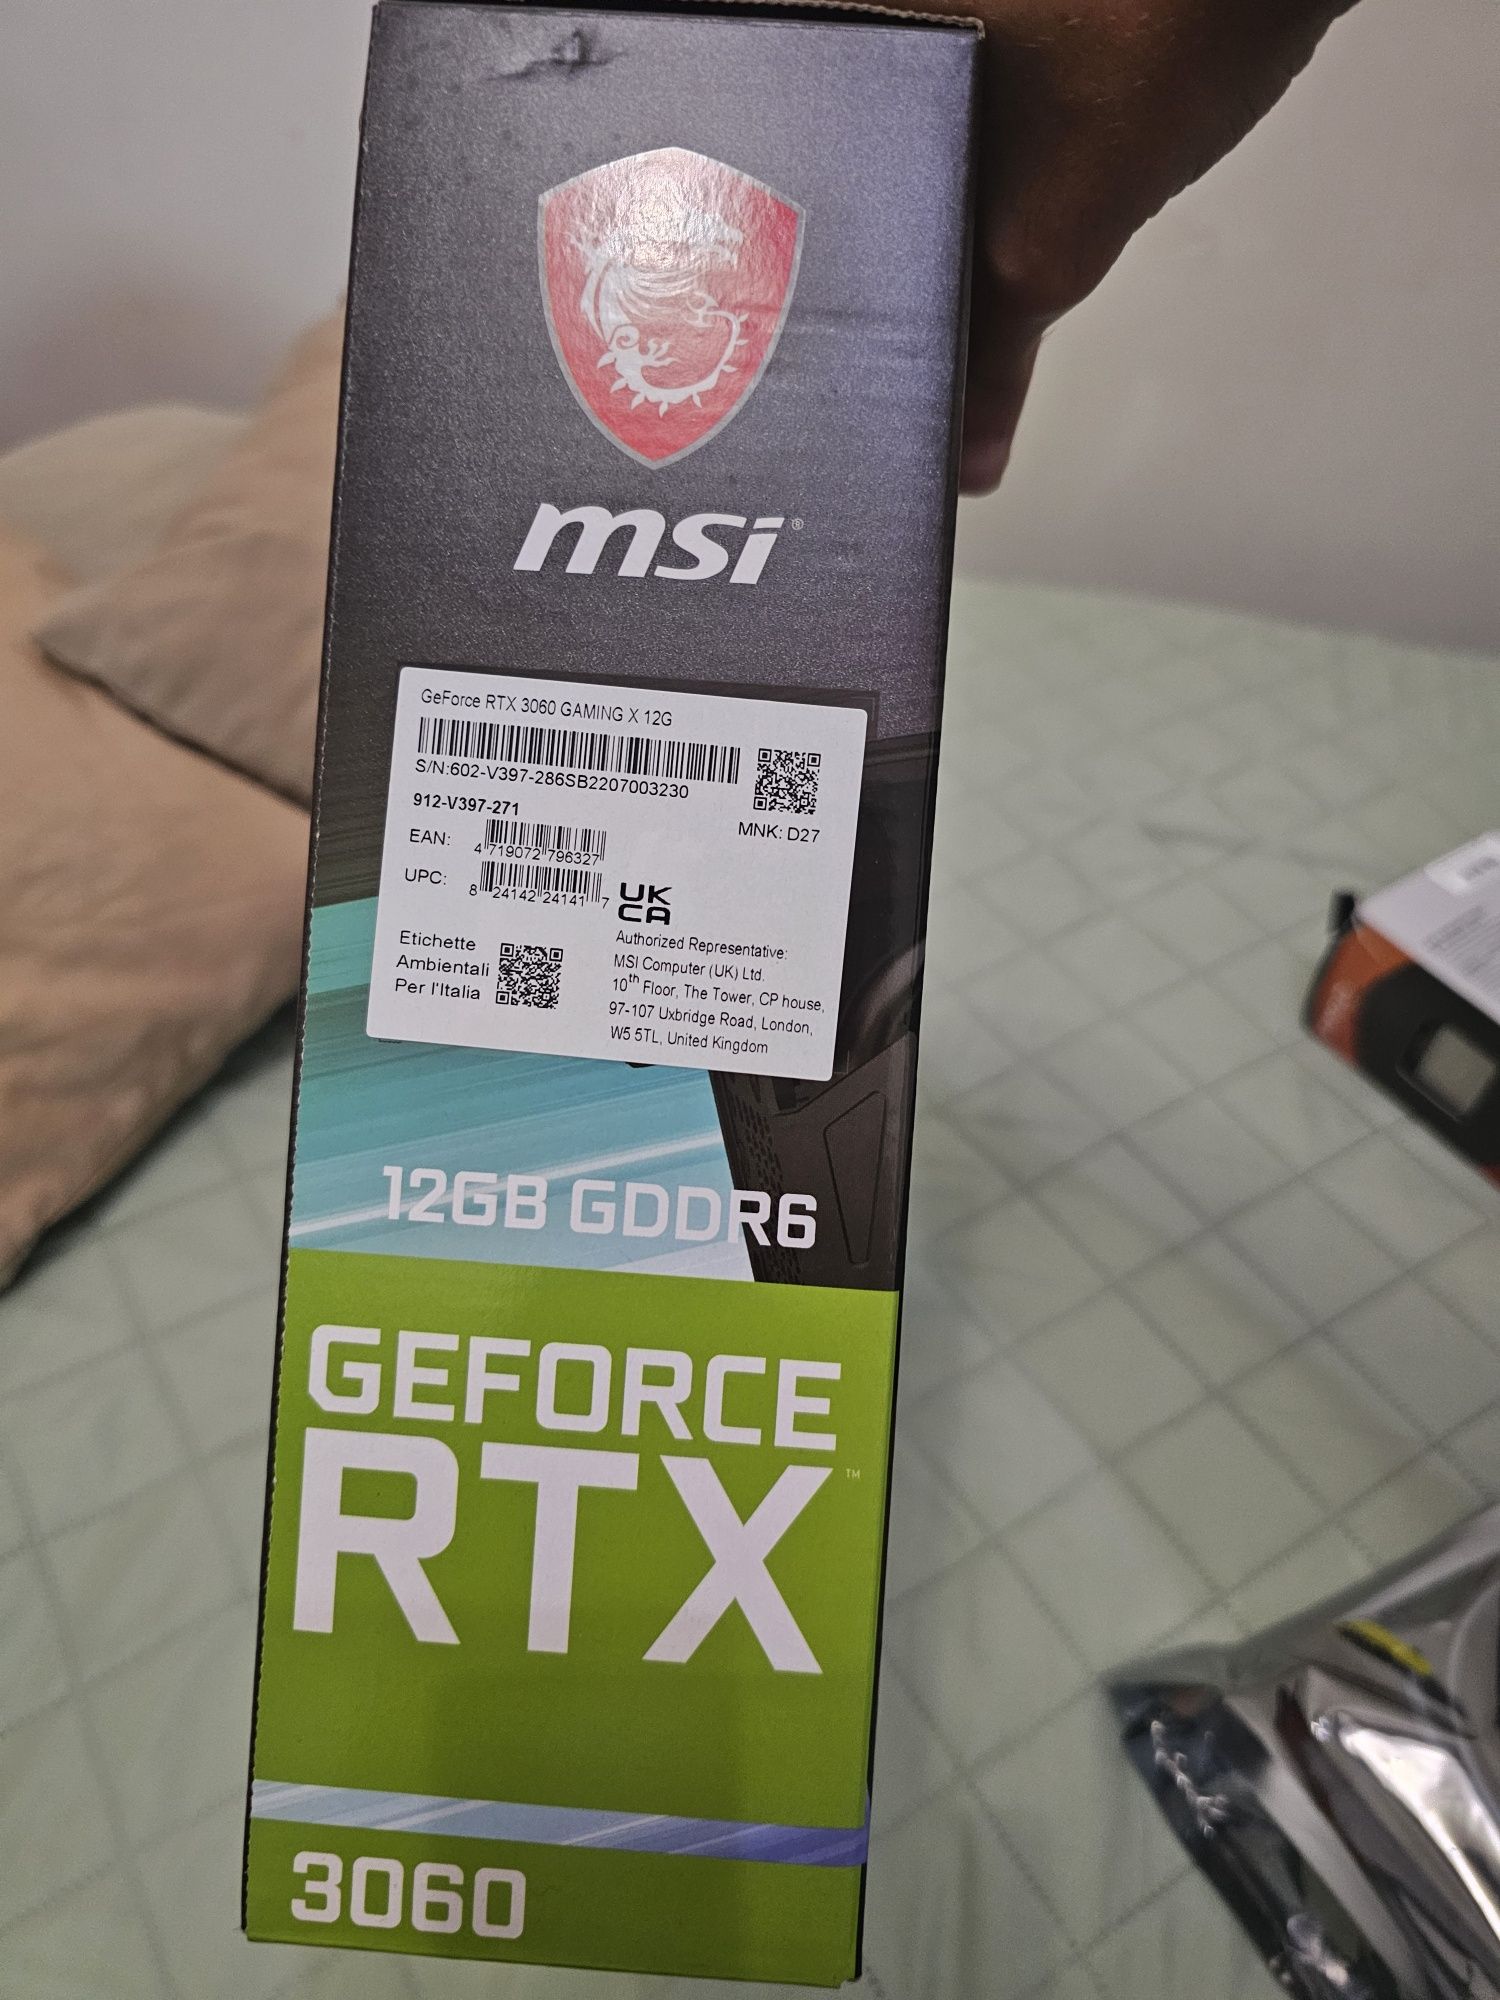 msi®
GeForce RTX 3060 GAMING X 12G
S/N:602-V397-286SB2207003230
912-V397-271
MNK: D27
EAN: 4 719072 796327
UPC: 8 24142 24141 7
UK
CA
Etichette
Ambientali
Per l'Italia
Authorized Representative:
MSI Computer (UK) Ltd.
10th Floor, The Tower, CP house,
97-107 Uxbridge Road, London,
W5 5TL, United Kingdom
12GB GDDR6
GEFORCE
RTX™
3060